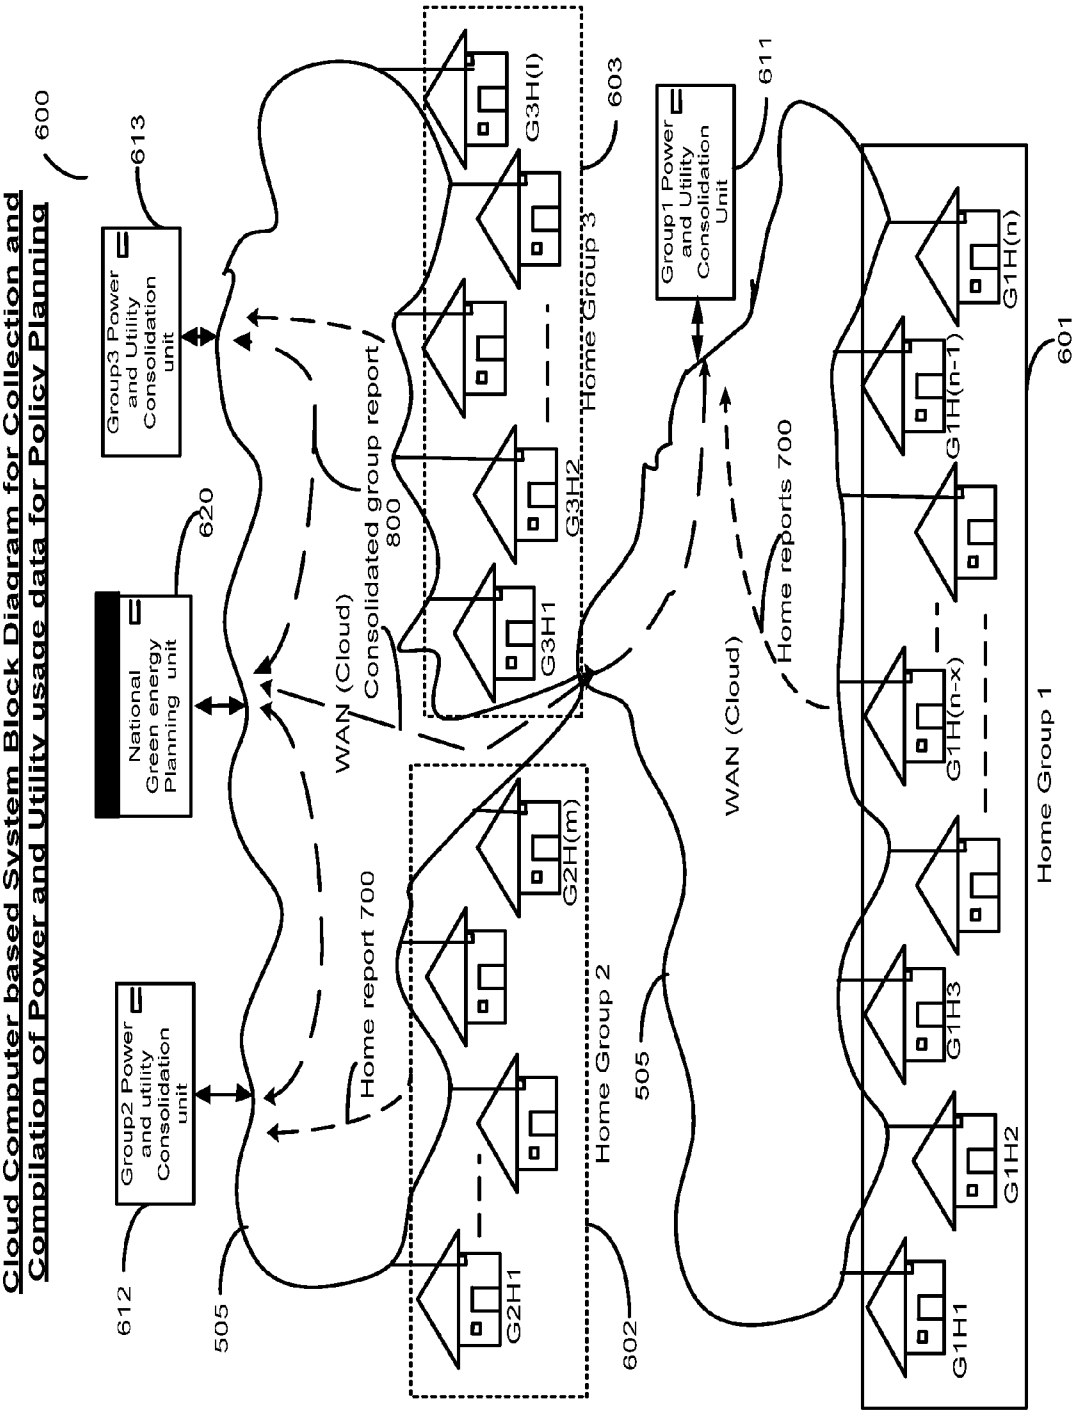 Cloud Computer based System Block Diagram for Collection and
Compilation of Power and Utility usage data for Policy Planning
600
612
Group2 Power
and utility
Consolidation
unit
National
Green energy
Planning unit
620
Group3 Power
and Utility
Consolidation
unit
613
505
Home report 700
WAN (Cloud)
Consolidated group report
800
G2H1
G2H(m)
Home Group 2
602
G3H1
G3H2
G3H(l)
Home Group 3
603
Group1 Power
and Utility
Consolidation
Unit
611
505
WAN (Cloud)
Home reports 700
G1H1
G1H2
G1H3
G1H(n-x)
G1H(n-1)
G1H(n)
Home Group 1
601